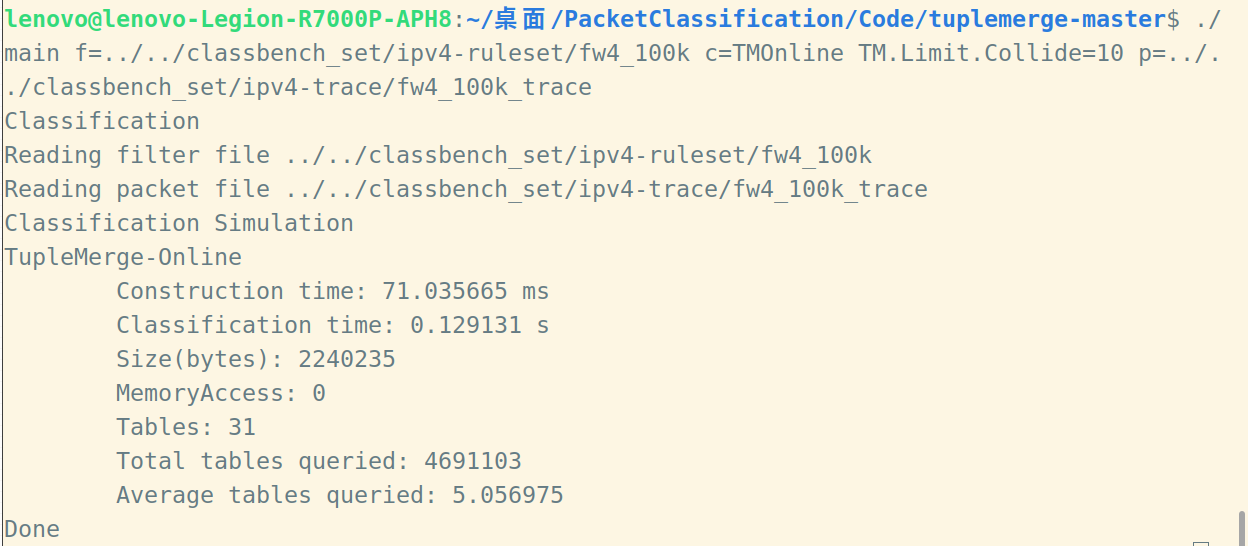 lenovo@lenovo-Legion-R7000P-APH8:~/桌面/PacketClassification/Code/tuplemerge-master$ ./
main f=../../classbench_set/ipv4-ruleset/fw4_100k c=TMOnline TM.Limit.Collide=10 p=../.
./classbench_set/ipv4-trace/fw4_100k_trace
Classification
Reading filter file ../../classbench_set/ipv4-ruleset/fw4_100k
Reading packet file ../../classbench_set/ipv4-trace/fw4_100k_trace
Classification Simulation
TupleMerge-Online
        Construction time: 71.035665 ms
        Classification time: 0.129131 s
        Size(bytes): 2240235
        MemoryAccess: 0
        Tables: 31
        Total tables queried: 4691103
        Average tables queried: 5.056975
Done